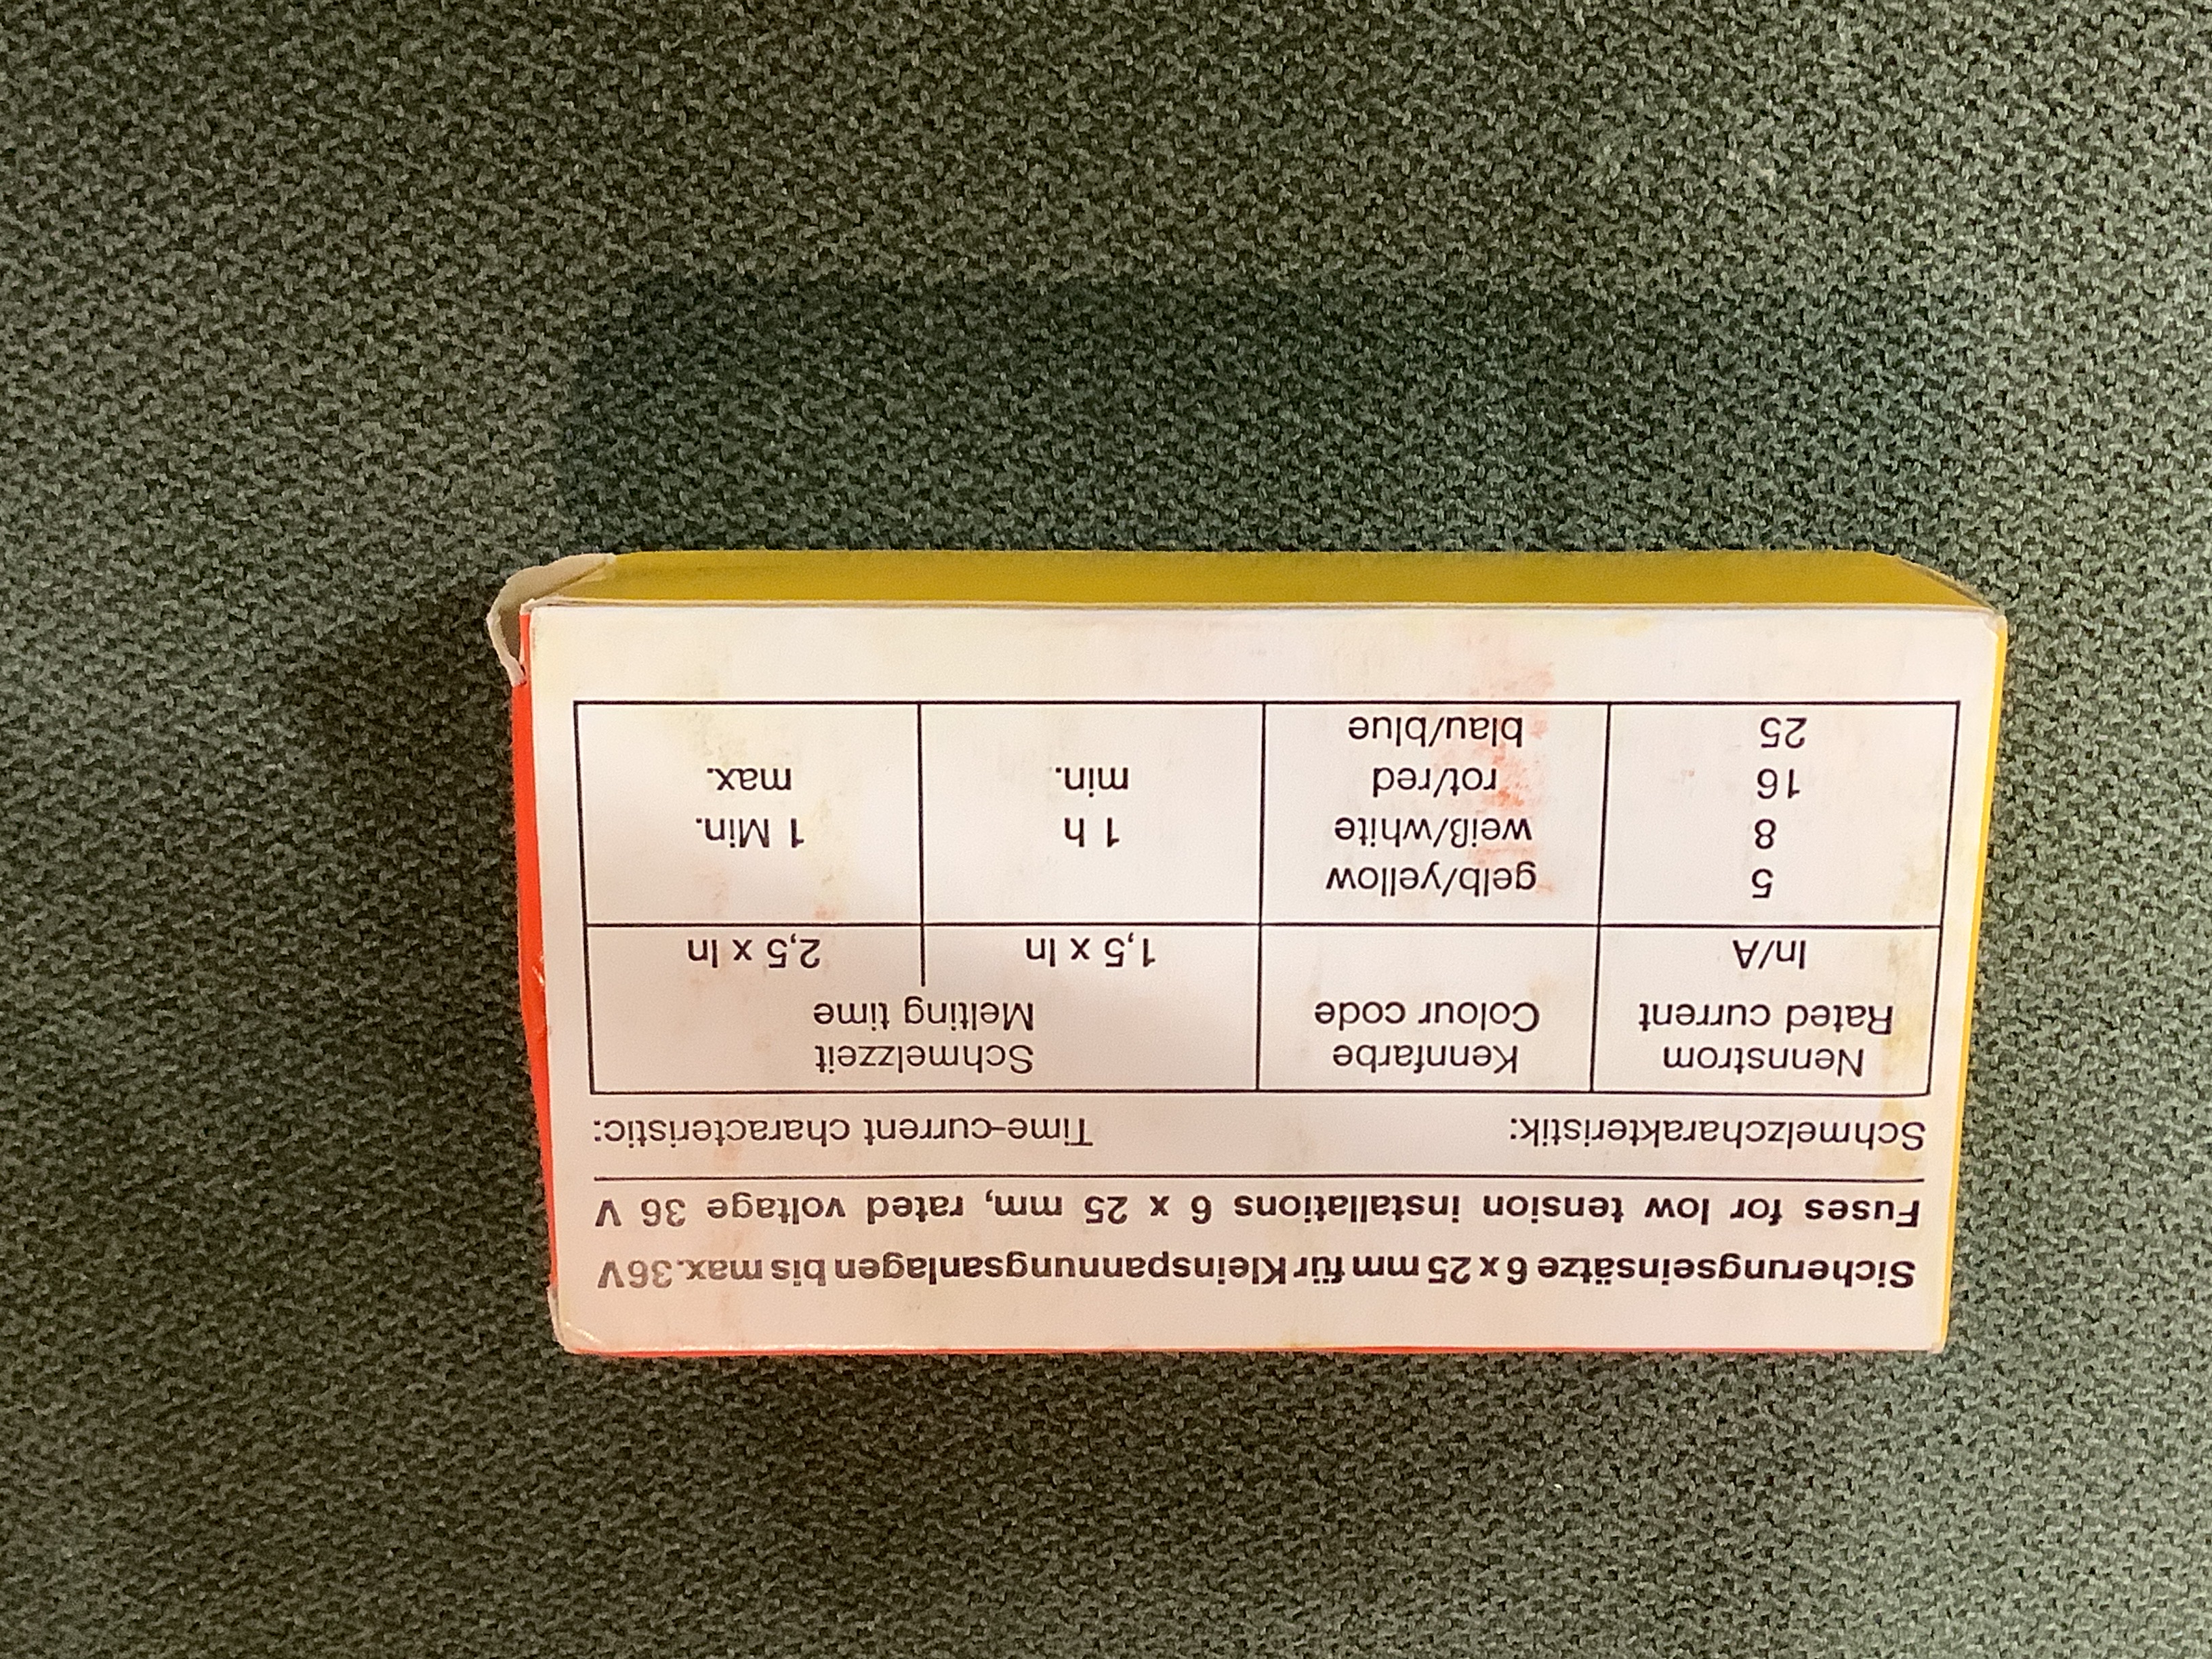 Sicherungseinsätze 6 x 25 mm für Kleinspannungsanlagen bis max. 36V
Fuses for low tension installations 6 x 25 mm, rated voltage 36 V
Schmelzcharakteristik: Time-current characteristic:
Nennstrom Kennfarbe Schmelzzeit
Rated current Colour code Melting time
In/A 1,5 x In 2,5 x In
5 gelb/yellow
8 weiß/white 1 h 1 Min.
16 rot/red min. max.
25 blau/blue